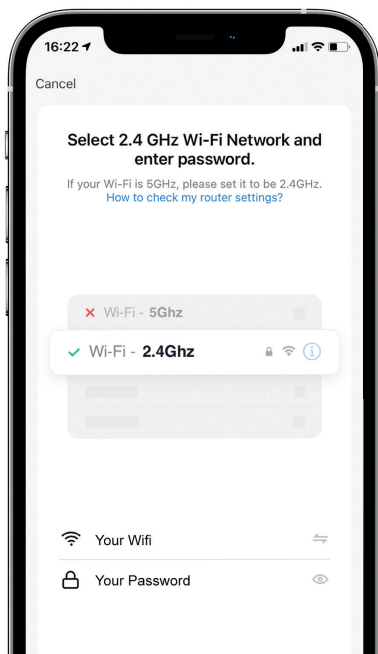 16:22
Cancel
Select 2.4 GHz Wi-Fi Network and
enter password.
If your Wi-Fi is 5GHz, please set it to be 2.4GHz.
How to check my router settings?
Wi-Fi - 5Ghz
Wi-Fi - 2.4Ghz
Your Wifi
Your Password